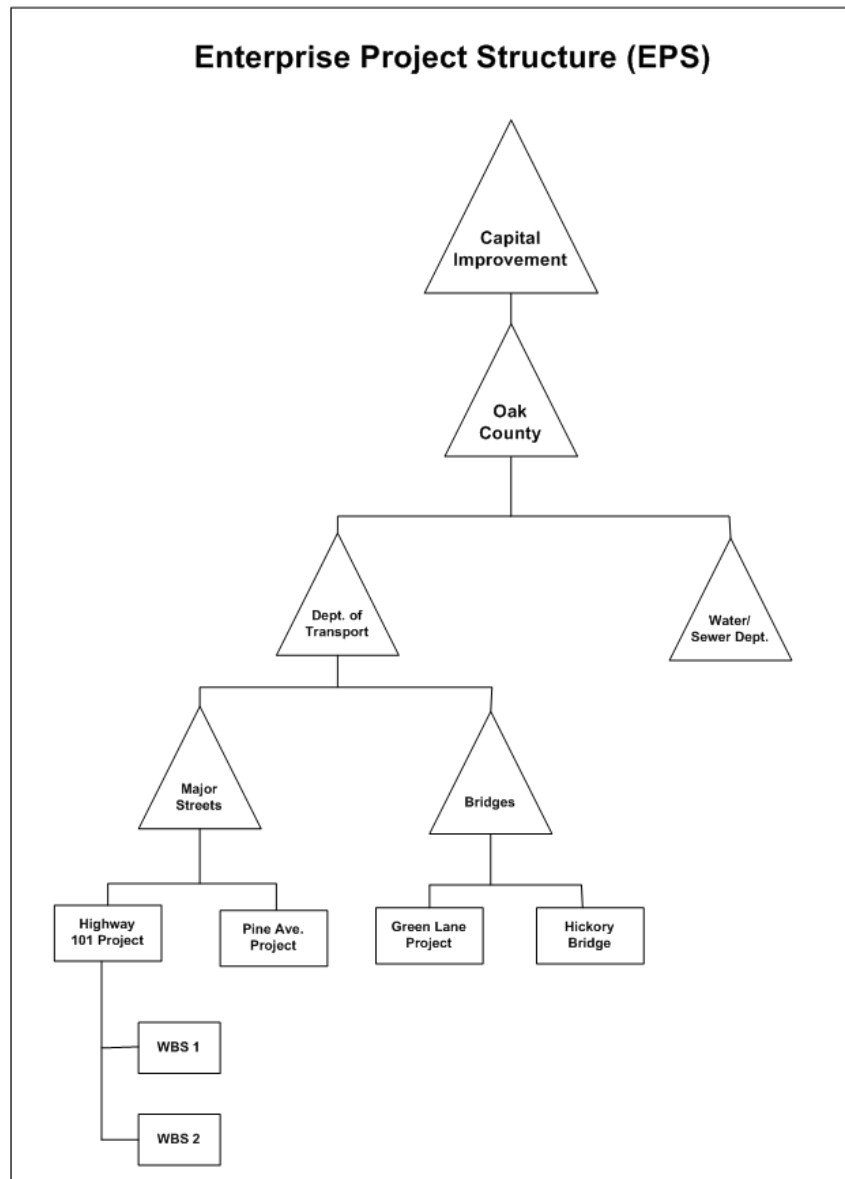 Enterprise Project Structure (EPS)
Capital
Improvement
Oak
County
Dept. of
Transport
Water/
Sewer Dept.
Major
Streets
Bridges
Highway
101 Project
Pine Ave.
Project
Green Lane
Project
Hickory
Bridge
WBS 1
WBS 2